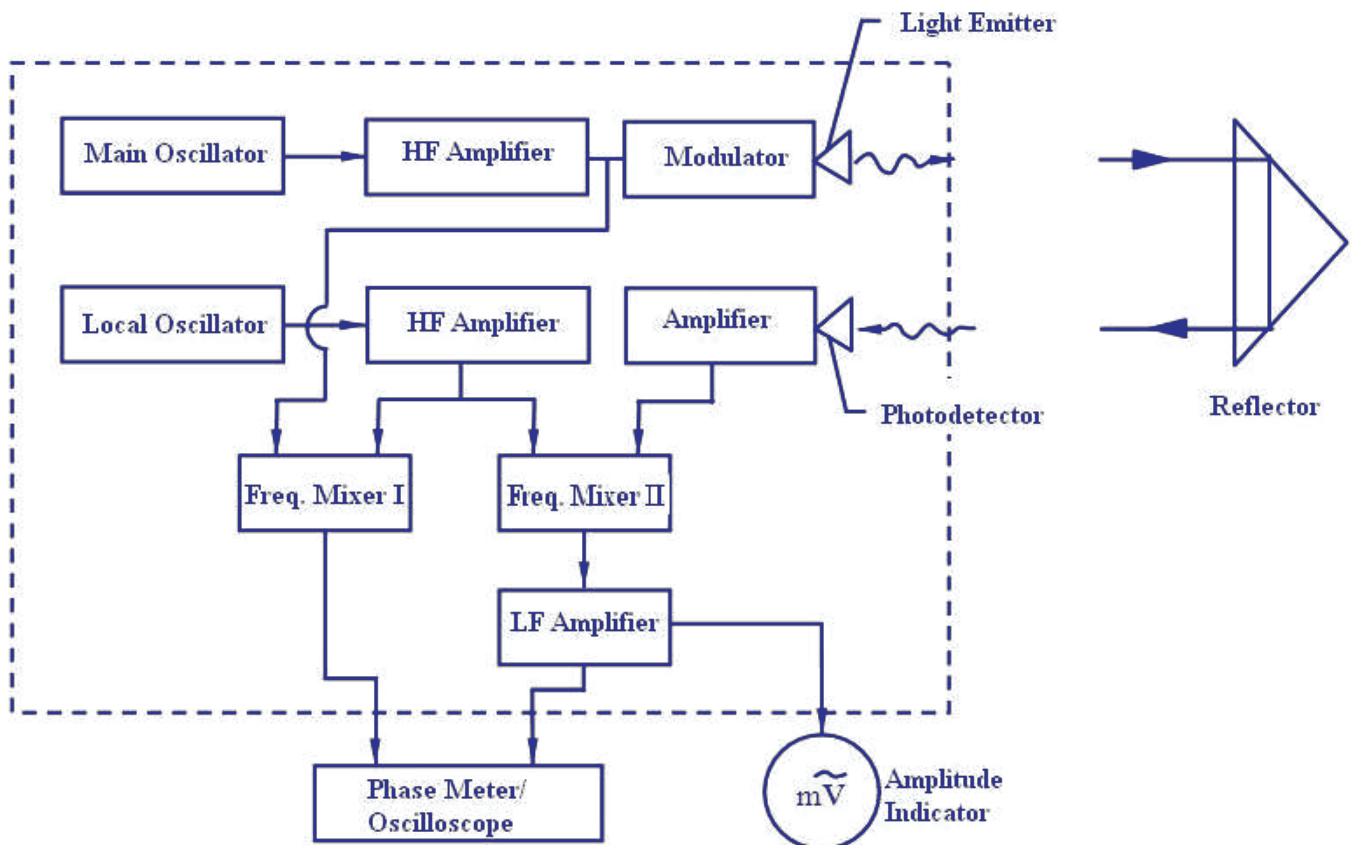 Light Emitter
Main Oscillator
HF Amplifier
Modulator
Local Oscillator
HF Amplifier
Amplifier
Photodetector
Reflector
Freq. Mixer I
Freq. Mixer II
LF Amplifier
Phase Meter/
Oscilloscope
mV
Amplitude
Indicator